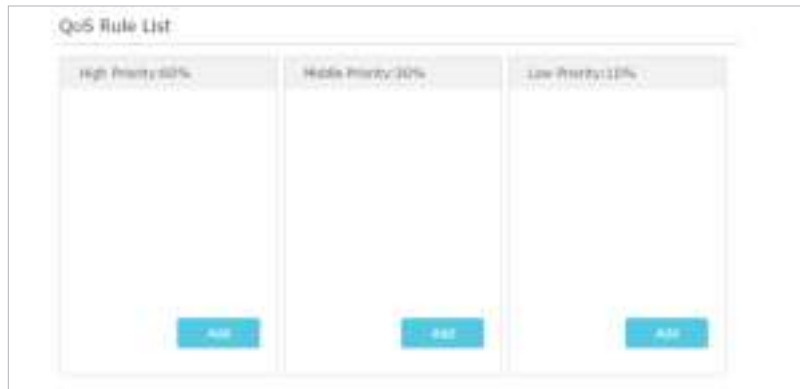 QoS Rule List
High Priority:60%
Middle Priority:30%
Low Priority:10%
Add
Add
Add